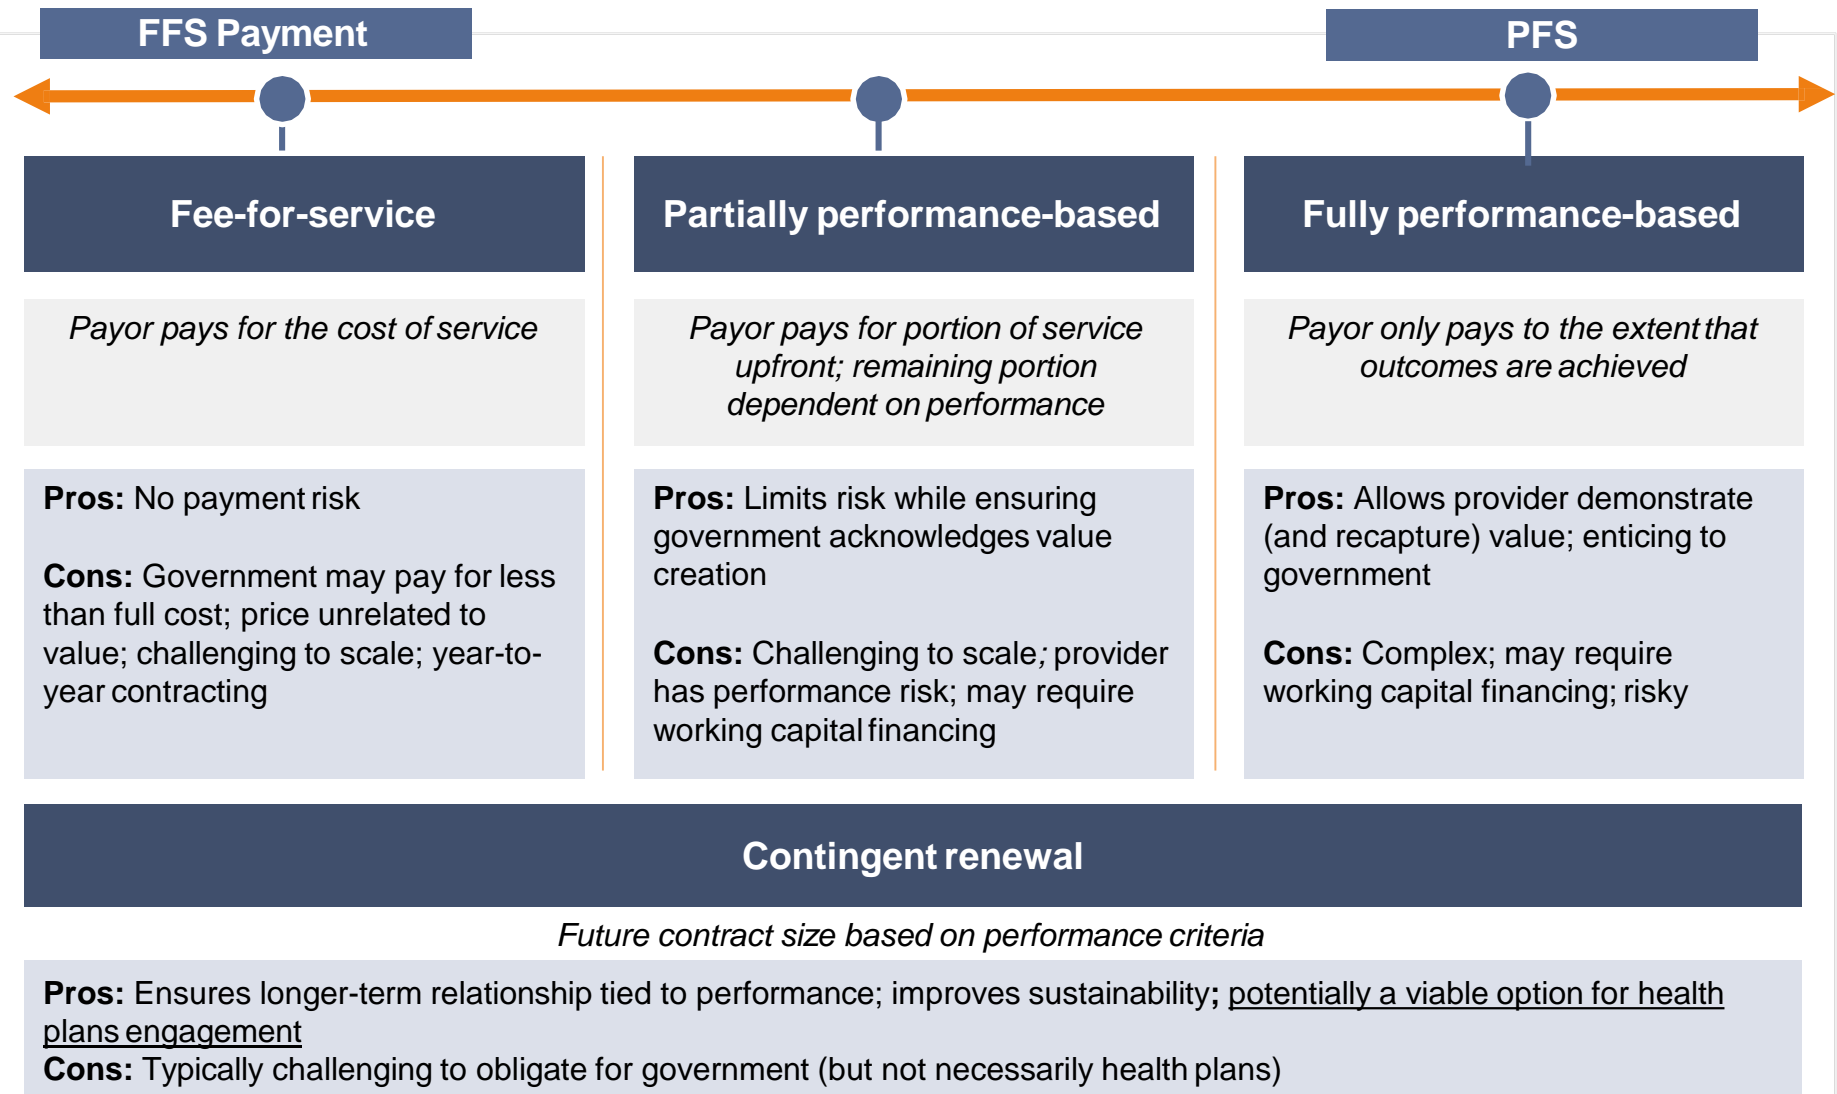 FFS Payment
PFS
Fee-for-service
Partially performance-based
Fully performance-based
Payor pays for the cost of service
Payor pays for portion of service
upfront; remaining portion
dependent on performance
Payor only pays to the extent that
outcomes are achieved
Pros: No payment risk
Cons: Government may pay for less
than full cost; price unrelated to
value; challenging to scale; year-to-
year contracting
Pros: Limits risk while ensuring
government acknowledges value
creation
Cons: Challenging to scale; provider
has performance risk; may require
working capital financing
Pros: Allows provider demonstrate
(and recapture) value; enticing to
government
Cons: Complex; may require
working capital financing; risky
Contingent renewal
Future contract size based on performance criteria
Pros: Ensures longer-term relationship tied to performance; improves sustainability; potentially a viable option for health
plans engagement
Cons: Typically challenging to obligate for government (but not necessarily health plans)